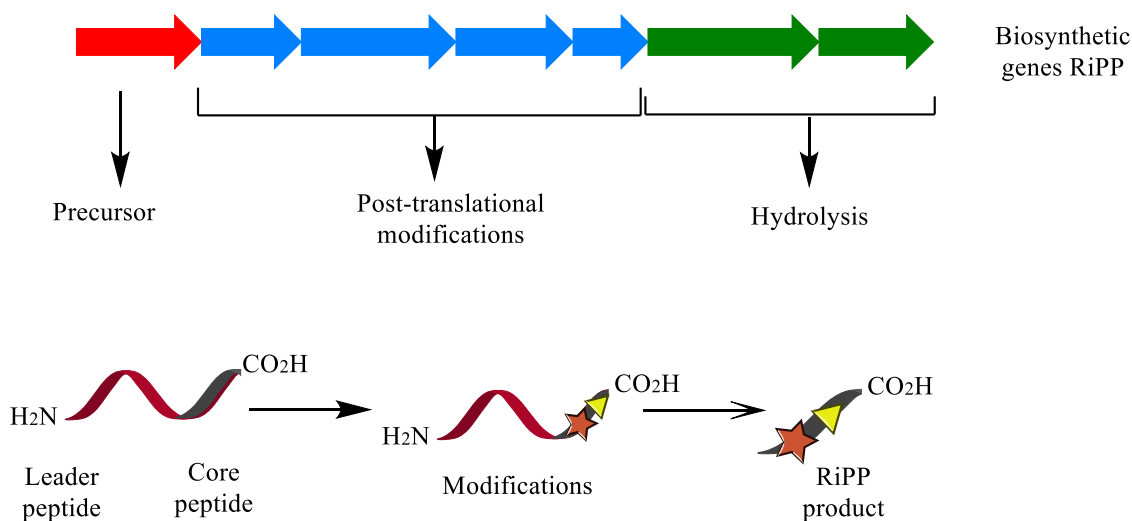 Biosynthetic
genes RiPP
Precursor
Post-translational
modifications
Hydrolysis
CO2H
H2N
Leader
peptide
Core
peptide
CO2H
H2N
Modifications
CO2H
RiPP
product